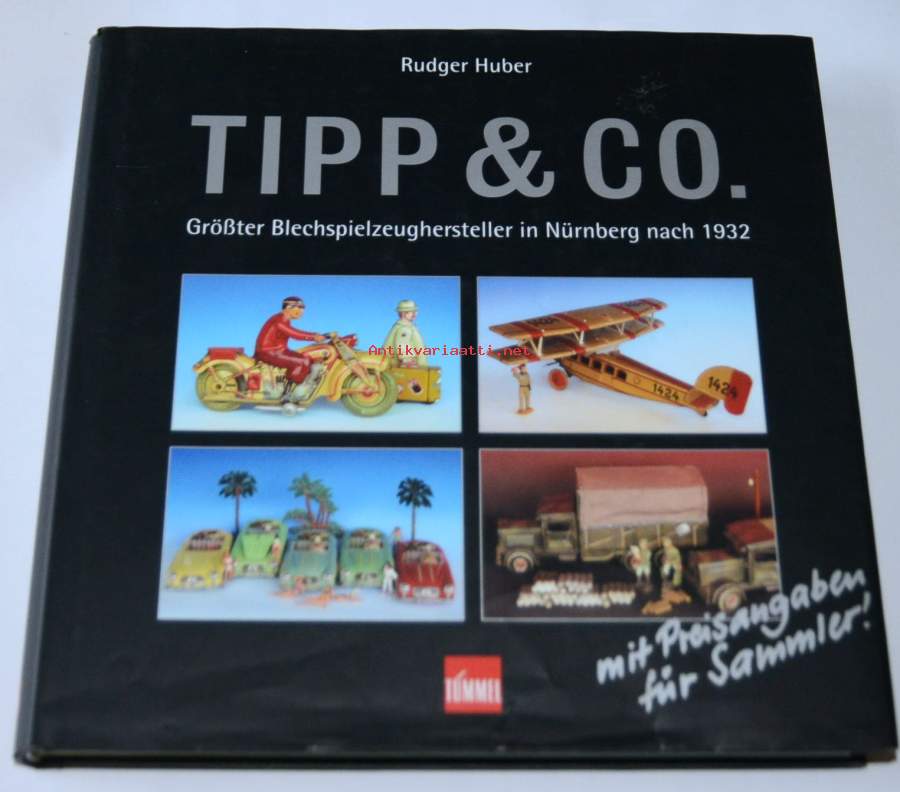 Rudger Huber
TIPP & CO.
Größter Blechspielzeughersteller in Nürnberg nach 1932
Antikvariaatti.net
1424
1424
mit Preisangaben
für Sammler!
TÜMMEL